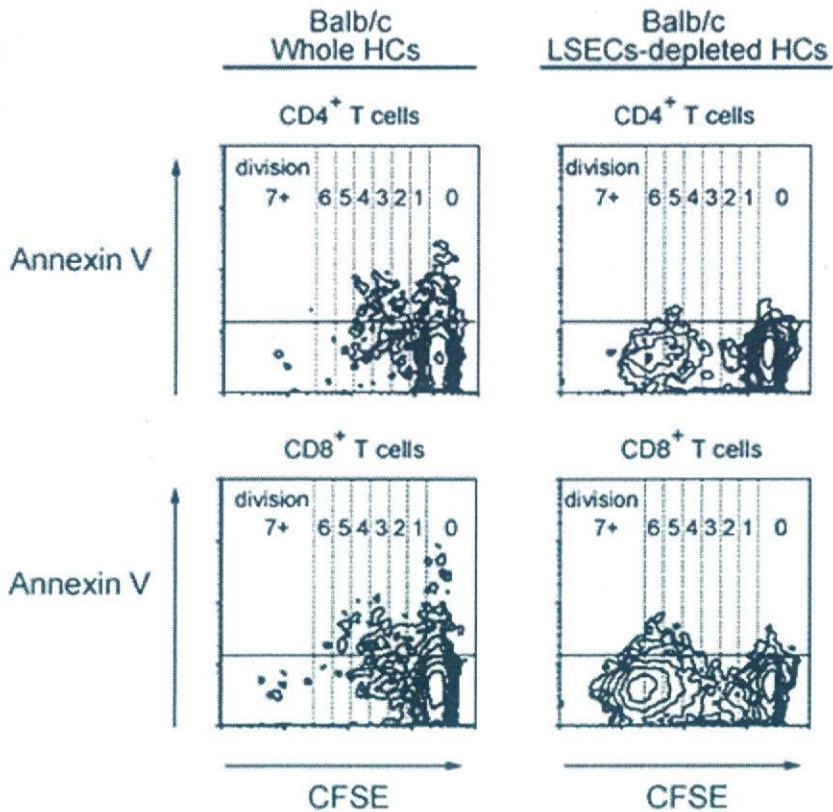 Balb/c
Whole HCs
Balb/c
LSECs-depleted HCs
CD4+ T cells
CD4+ T cells
Annexin V
division
7+ 6 5 4 3 2 1 0
division
7+ 6 5 4 3 2 1 0
CD8+ T cells
CD8+ T cells
Annexin V
division
7+ 6 5 4 3 2 1 0
division
7+ 6 5 4 3 2 1 0
CFSE
CFSE